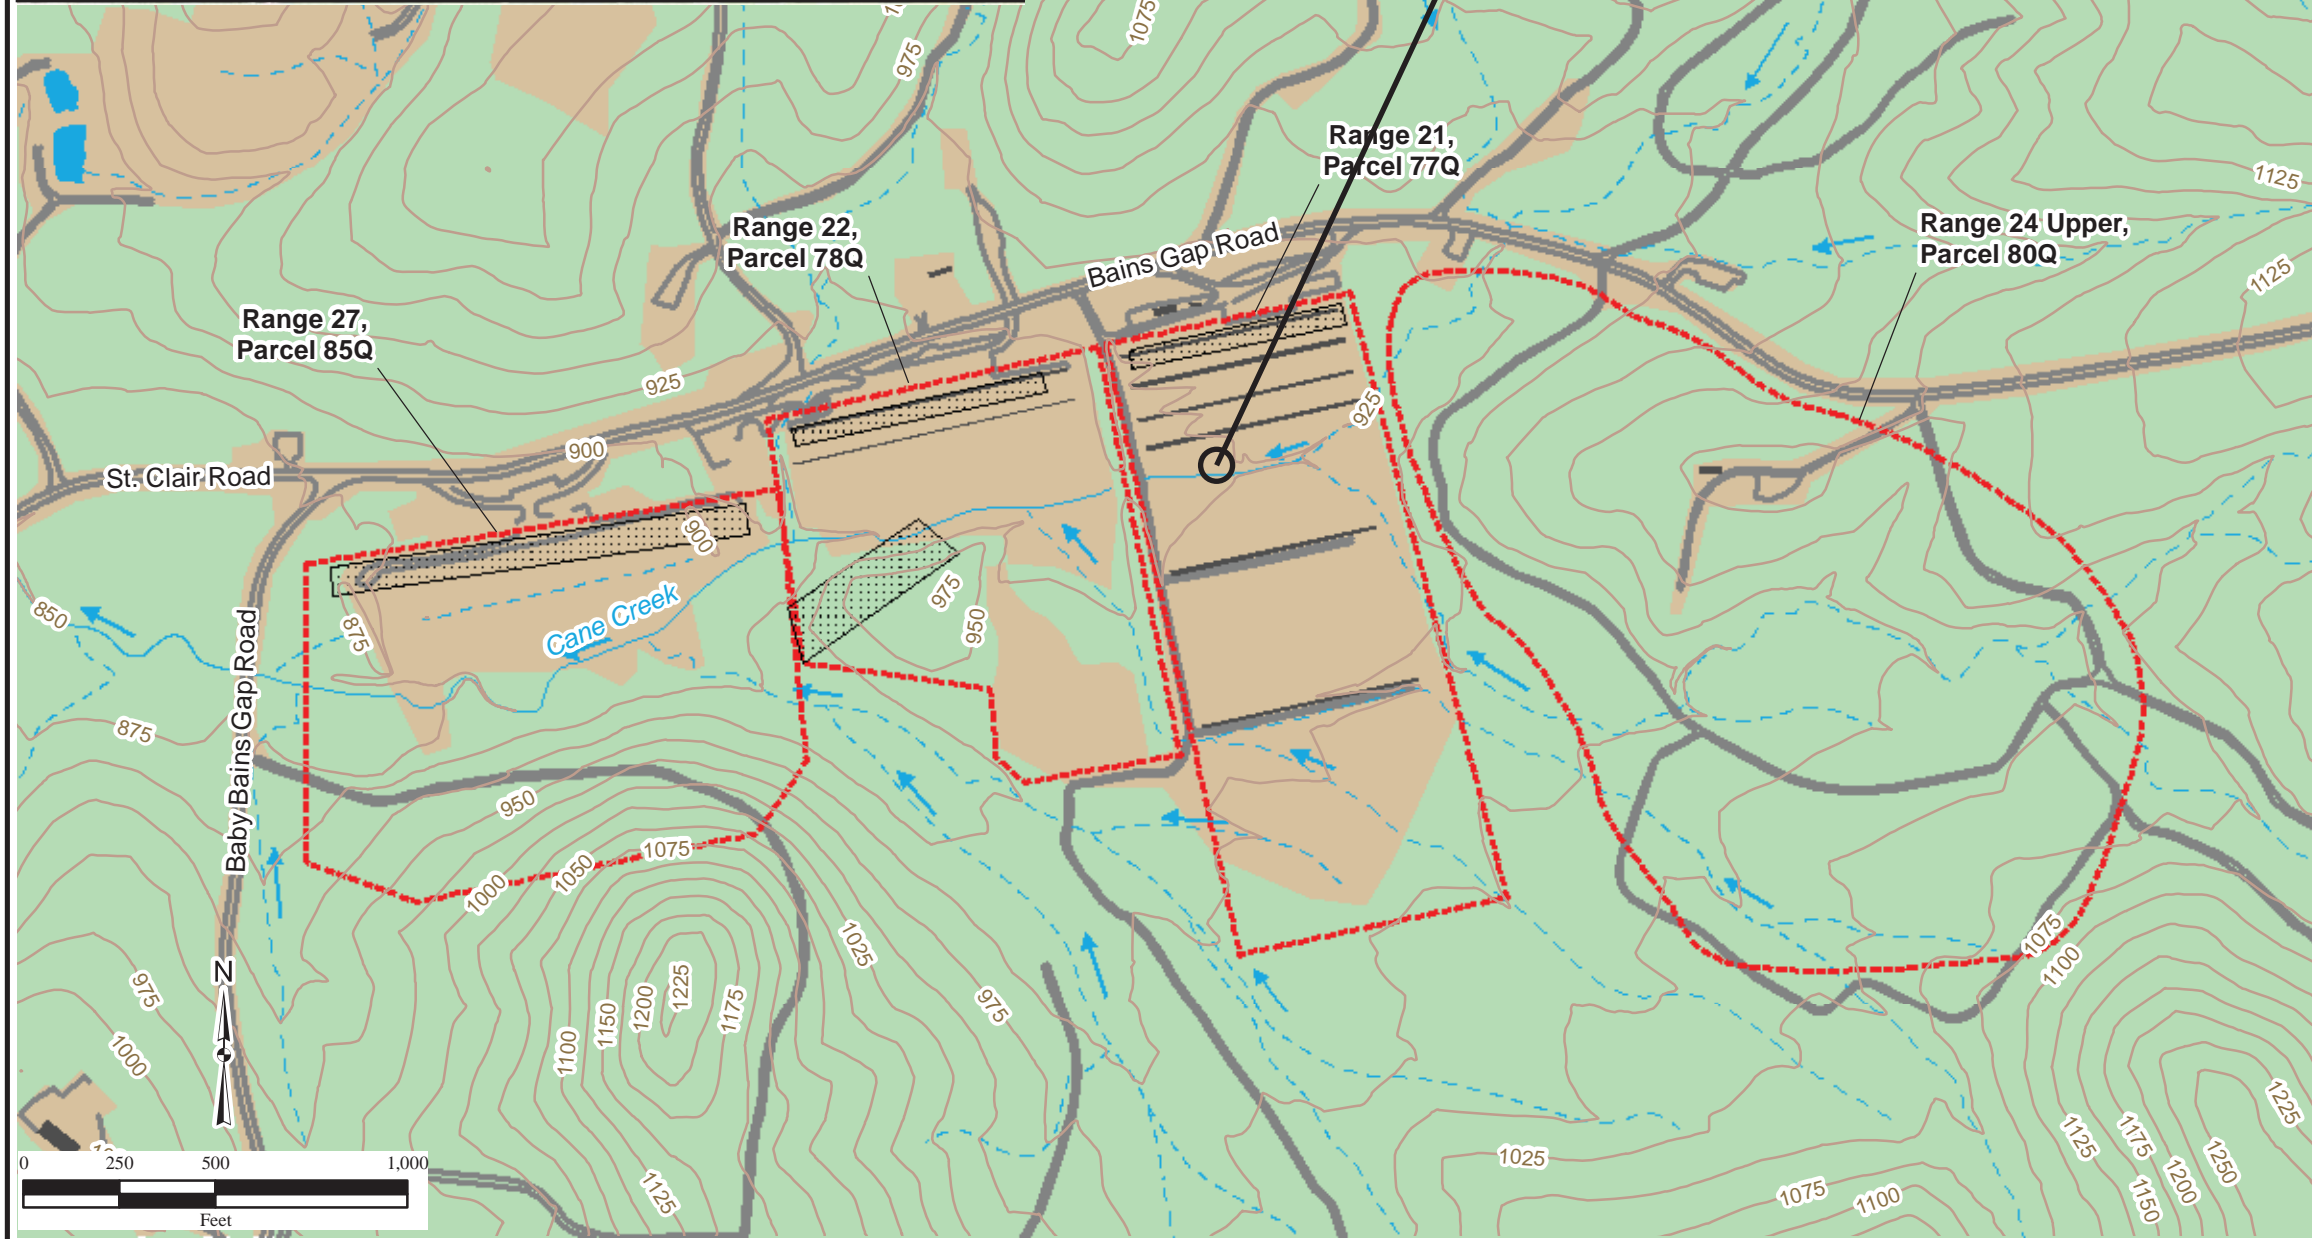 1075
975
Range 21,
Parcel 77Q
1125
Range 22,
Parcel 78Q
Range 24 Upper,
Parcel 80Q
Bains Gap Road
1125
Range 27,
Parcel 85Q
925
925
900
St. Clair Road
900
850
875
Cane Creek
975
950
Baby Bains Gap Road
875
950
1000
1050
1075
1025
1075
1100
N
975
975
1000
1225
1200
1175
1150
1100
1225
1125
1175
1250
1025
1075
1100
1200
1150
1125
0 250 500 1,000
Feet